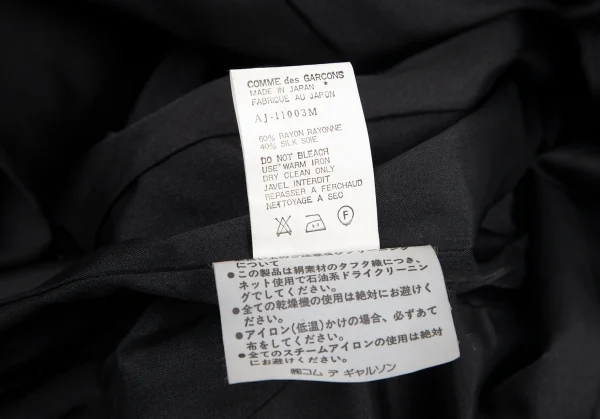 COMME des GARCONS
MADE IN JAPAN *
FABRIQUE AU JAPON
AJ-11003M
60% RAYON RAYONNE
40% SILK SOIE
DO NOT BLEACH
USE WARM IRON
DRY CLEAN ONLY
JAVEL INTERDIT
REPASSER A FERCHAUD
NETTOYAGE A SEC
F
クリーニング
について
●この製品は絹素材のタフタ織につき、
ネット使用で石油系ドライクリーニン
グでしてください。
●全ての乾燥機の使用は絶対にお避けく
ださい。
●アイロン(低温)かけの場合、必ずあて
布をしてください。
●全てのスチームアイロンの使用は絶対
にお避けください。
㈱コム デ ギャルソン